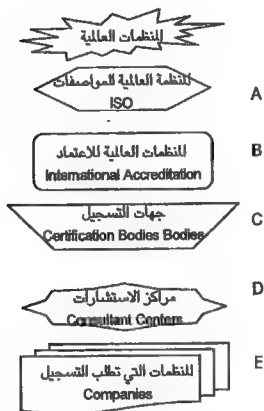 المنظمات العالمية
المنظمة العالمية للمواصفات
ISO
A
المنظمات العالمية للاعتماد
International Accreditation
B
جهات التسجيل
Certification Bodies Bodies
C
مراكز الاستشارات
Consultant Centers
D
المنظمات التي تطلب التسجيل
Companies
E